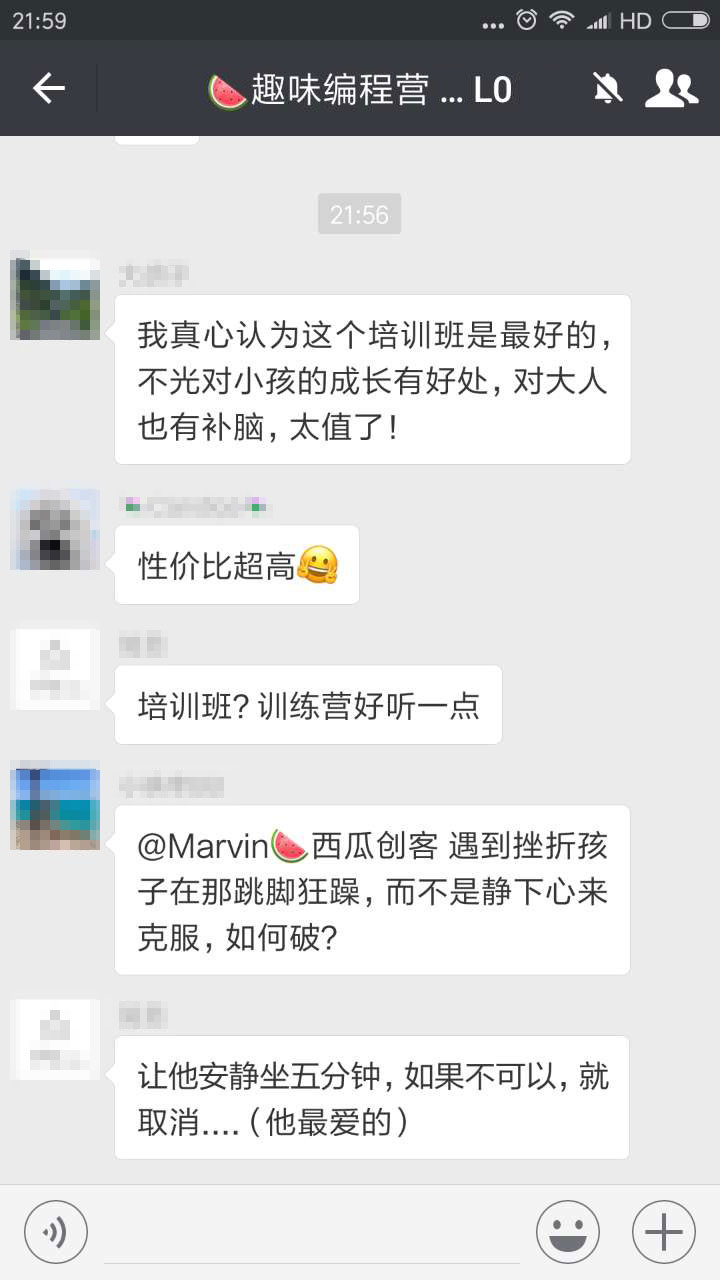 21:59
... HD
🍉趣味编程营 ... L0
21:56
我真心认为这个培训班是最好的,
不光对小孩的成长有好处, 对大人
也有补脑, 太值了!
性价比超高🤗
培训班? 训练营好听一点
@Marvin🍉西瓜创客 遇到挫折孩
子在那跳脚狂躁, 而不是静下心来
克服, 如何破?
让他安静坐五分钟, 如果不可以, 就
取消.... ( 他最爱的 )